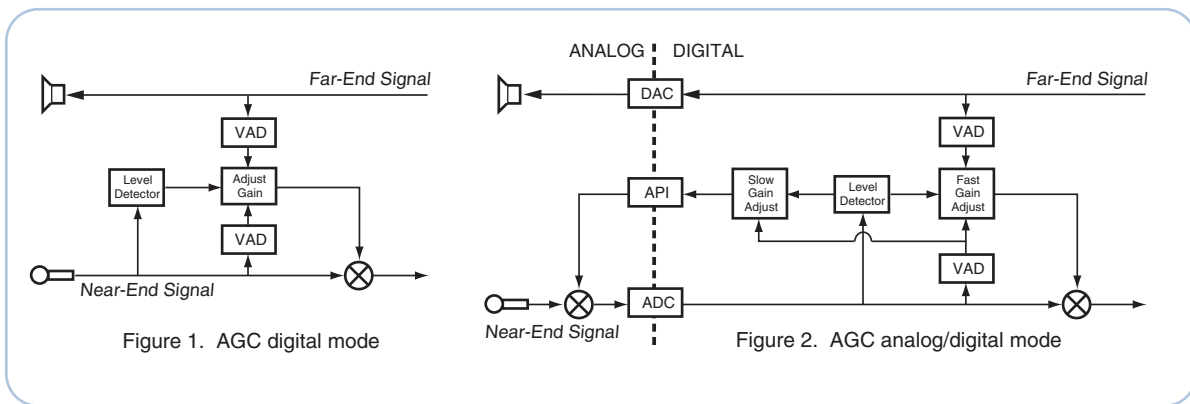 Far-End Signal
VAD
Level
Detector
Adjust
Gain
VAD
Near-End Signal
Figure 1. AGC digital mode
ANALOG
DIGITAL
Far-End Signal
DAC
VAD
API
Slow
Gain
Adjust
Level
Detector
Fast
Gain
Adjust
VAD
ADC
Near-End Signal
Figure 2. AGC analog/digital mode